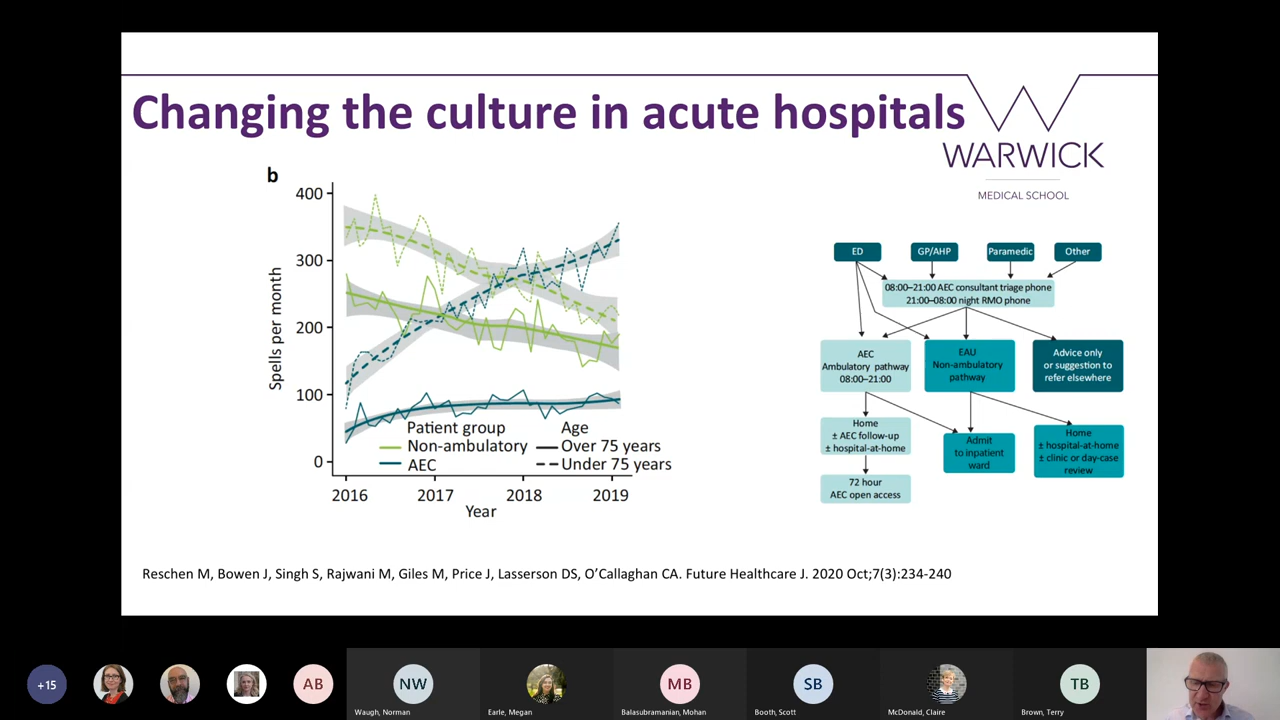 Changing the culture in acute hospitals
WARWICK
MEDICAL SCHOOL
b
400
300
200
100
0
Spells per month
2016
2017
2018
2019
Year
Patient group
Non-ambulatory
AEC
Age
Over 75 years
Under 75 years
ED
GP/AHP
Paramedic
Other
08:00–21:00 AEC consultant triage phone
21:00–08:00 night RMO phone
AEC
Ambulatory pathway
08:00–21:00
EAU
Non-ambulatory
pathway
Advice only
or suggestion to
refer elsewhere
Home
± AEC follow-up
± hospital-at-home
Admit
to inpatient
ward
Home
± hospital-at-home
± clinic or day-case
review
72 hour
AEC open access
Reschen M, Bowen J, Singh S, Rajwani M, Giles M, Price J, Lasserson DS, O’Callaghan CA. Future Healthcare J. 2020 Oct;7(3):234-240
+15
AB
NW
MB
SB
TB
Waugh, Norman
Earle, Megan
Balasubramanian, Mohan
Booth, Scott
McDonald, Claire
Brown, Terry